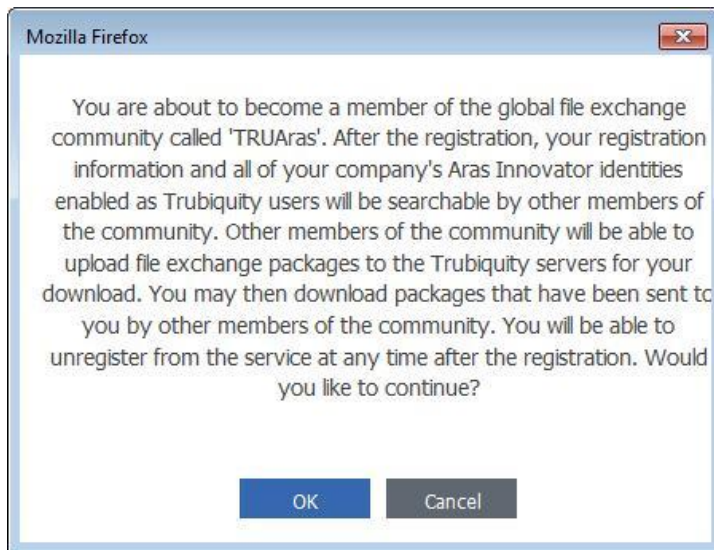 Mozilla Firefox
You are about to become a member of the global file exchange
community called 'TRUAras'. After the registration, your registration
information and all of your company's Aras Innovator identities
enabled as Trubiquity users will be searchable by other members of
the community. Other members of the community will be able to
upload file exchange packages to the Trubiquity servers for your
download. You may then download packages that have been sent to
you by other members of the community. You will be able to
unregister from the service at any time after the registration. Would
you like to continue?
OK
Cancel